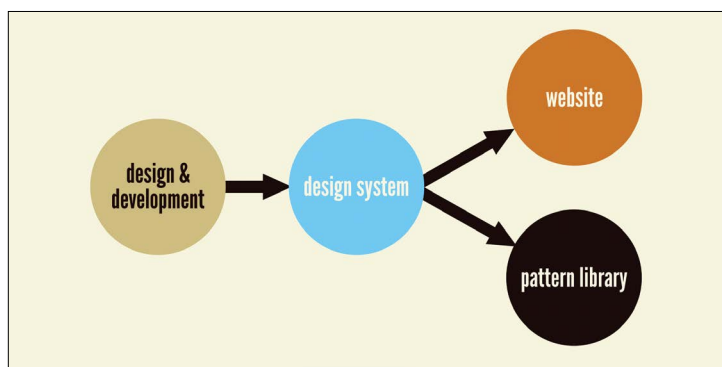 design &
development
design system
website
pattern library